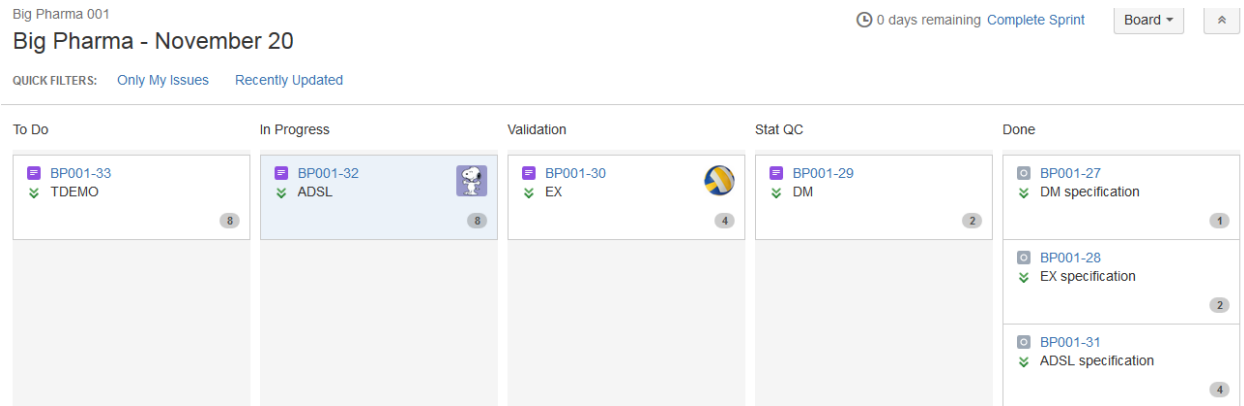 Big Pharma 001
0 days remaining Complete Sprint Board
Big Pharma - November 20
QUICK FILTERS: Only My Issues Recently Updated
To Do In Progress Validation Stat QC Done
BP001-33 BP001-32 BP001-30 BP001-29 BP001-27
TDEMO ADSL EX DM DM specification
8 8 4 2 1
BP001-28
EX specification
2
BP001-31
ADSL specification
4